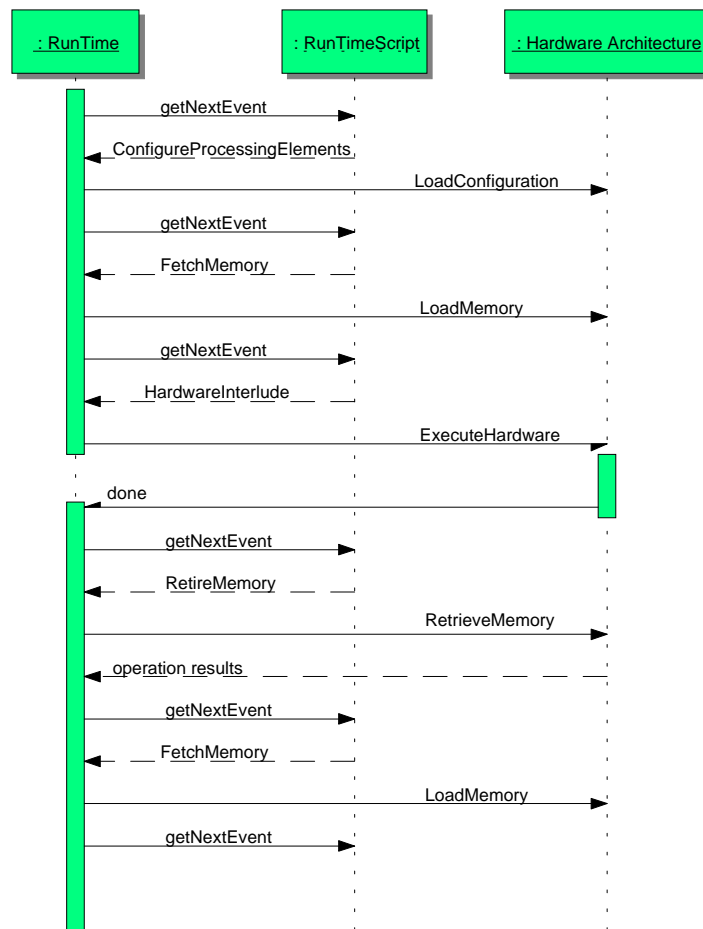 : RunTime
: RunTimeScript
: Hardware Architecture
getNextEvent
ConfigureProcessingElements
LoadConfiguration
getNextEvent
FetchMemory
LoadMemory
getNextEvent
HardwareInterlude
ExecuteHardware
done
getNextEvent
RetireMemory
RetrieveMemory
operation results
getNextEvent
FetchMemory
LoadMemory
getNextEvent